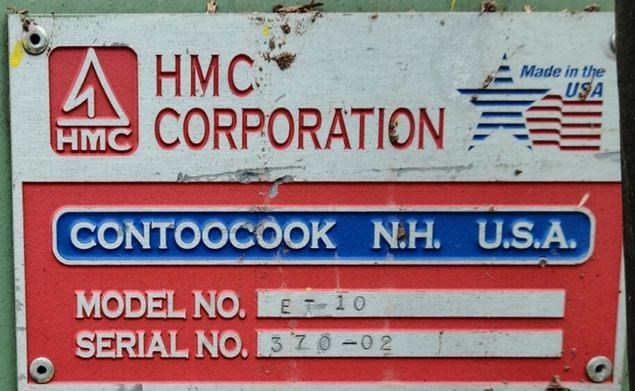 HMC
HMC
CORPORATION
Made in the
USA
CONTOOCOOK N.H. U.S.A.
MODEL NO. ET-10
SERIAL NO. 370-02